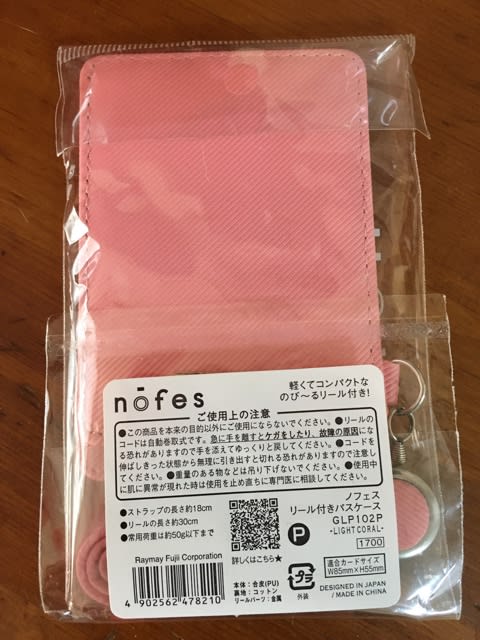 nōfes
軽くてコンパクトな
のび〜るリール付き!
ご使用上の注意
●この商品を本来の目的以外にご使用にならないでください。●リールの
コードは自動巻取式です。急に手を離すとケガをしたり、故障の原因にな
る恐れがありますので手を添えてゆっくりと戻してください。●コードを
伸ばしきった状態から無理に引き出すと切れる恐れがありますので注意し
てください。●重量のある物などは吊り下げないでください。●使用中
に肌に異常が現れた時は使用を止め直ちに専門医に相談してください。
●ストラップの長さ約18cm
●リールの長さ約30cm
●常用荷重は約50g以下まで
Raymay Fujii Corporation
4 902562 478210
詳しくはこちら★
本体:合皮(PU)
裏地:コットン
リールパーツ:金属
P
プラ
外装
ノフェス
リール付きパスケース
GLP102P
-LIGHT CORAL-
1700
適合カードサイズ
W85mm×H55mm
DESIGNED IN JAPAN
/ MADE IN CHINA